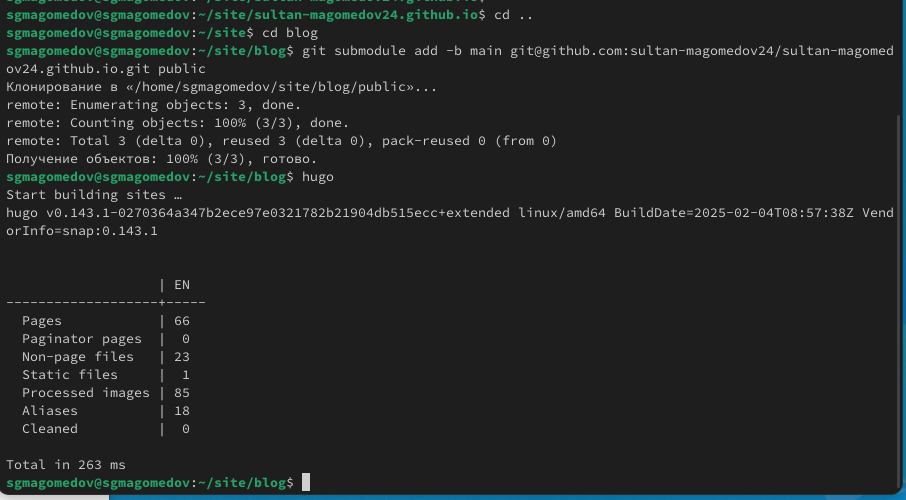 sgmagomedov@sgmagomedov:~/site/sultan-magomedov24.github.io$ cd ..
sgmagomedov@sgmagomedov:~/site$ cd blog
sgmagomedov@sgmagomedov:~/site/blog$ git submodule add -b main git@github.com:sultan-magomedov24/sultan-magomed
ov24.github.io.git public
Клонирование в «/home/sgmagomedov/site/blog/public»...
remote: Enumerating objects: 3, done.
remote: Counting objects: 100% (3/3), done.
remote: Total 3 (delta 0), reused 3 (delta 0), pack-reused 0 (from 0)
Получение объектов: 100% (3/3), готово.
sgmagomedov@sgmagomedov:~/site/blog$ hugo
Start building sites …
hugo v0.143.1-0270364a347b2ece97e0321782b21904db515ecc+extended linux/amd64 BuildDate=2025-02-04T08:57:38Z Vend
orInfo=snap:0.143.1
                   | EN
-------------------+-----
  Pages            | 66
  Paginator pages  |  0
  Non-page files   | 23
  Static files     |  1
  Processed images | 85
  Aliases          | 18
  Cleaned          |  0
Total in 263 ms
sgmagomedov@sgmagomedov:~/site/blog$